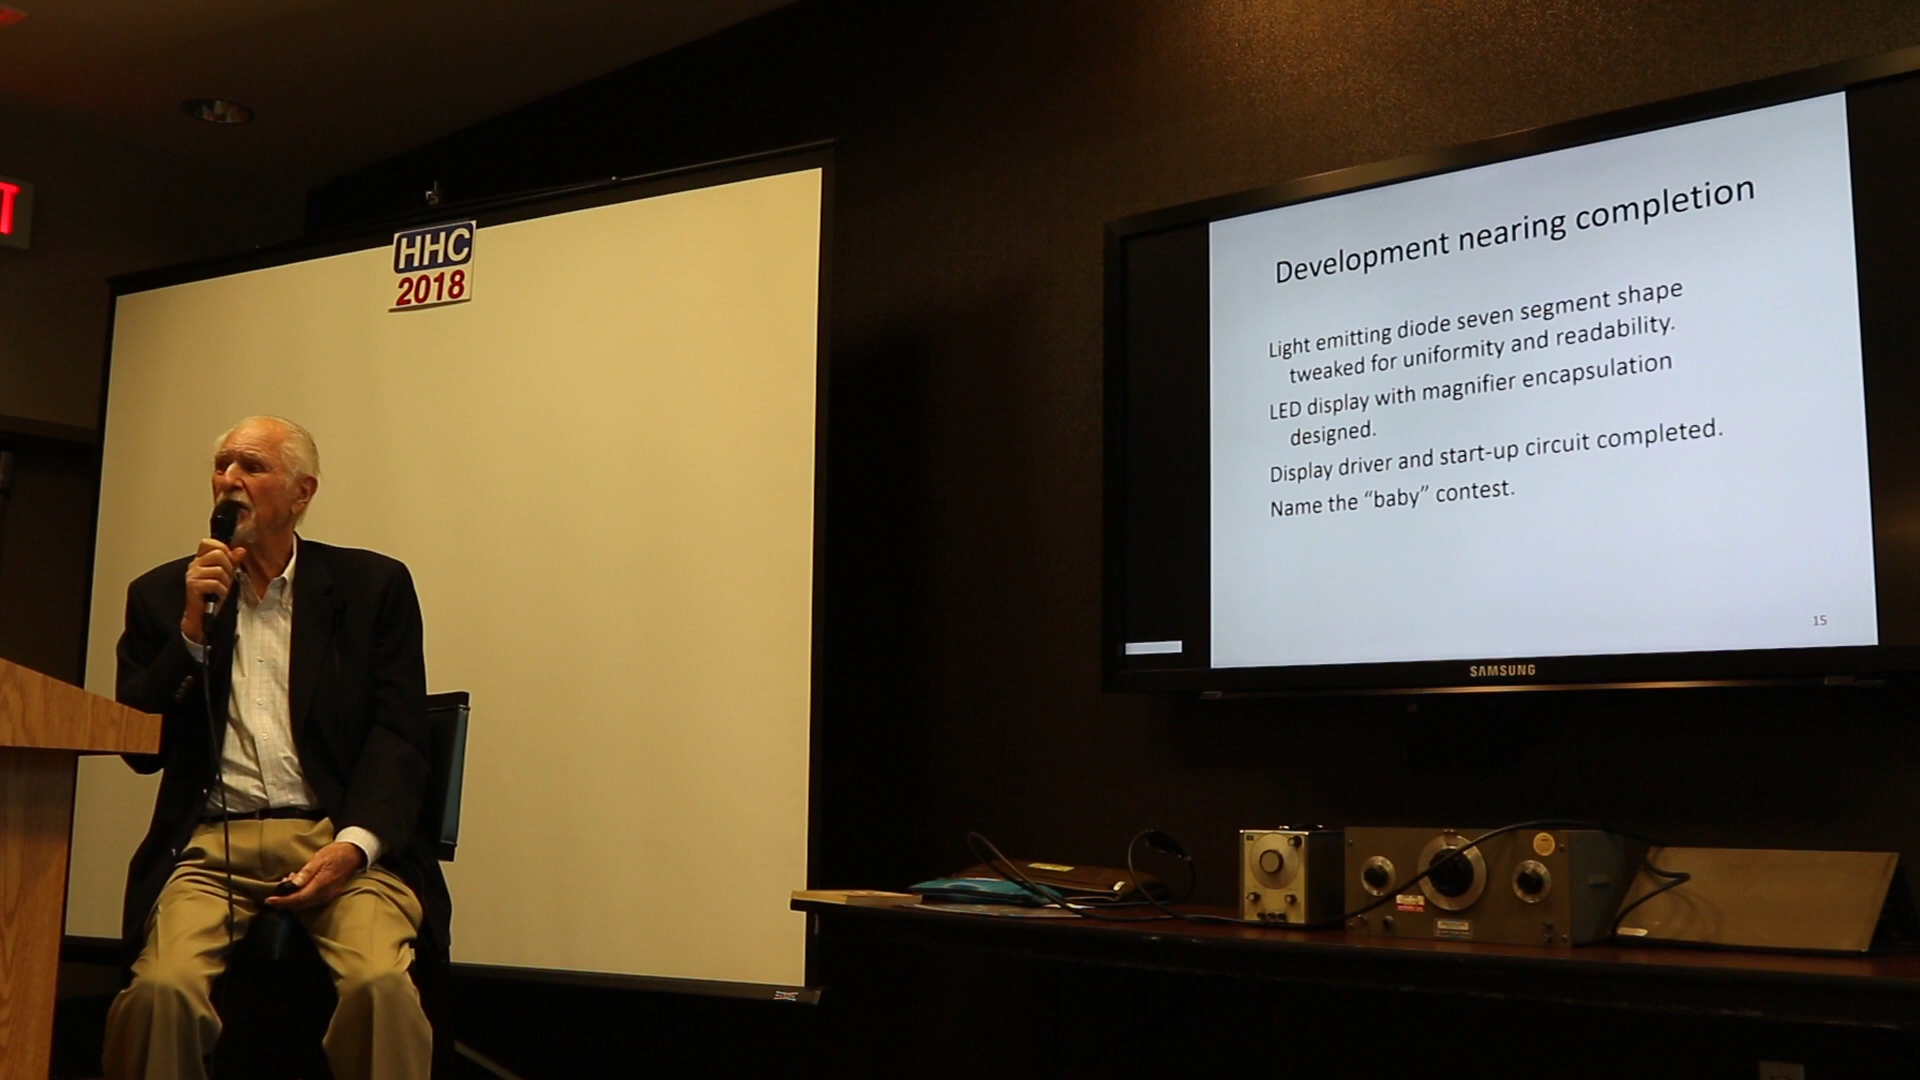 T
HHC
2018
Development nearing completion
Light emitting diode seven segment shape
tweaked for uniformity and readability.
LED display with magnifier encapsulation
designed.
Display driver and start-up circuit completed.
Name the “baby” contest.
15
SAMSUNG